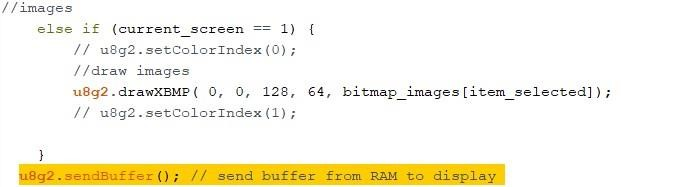 //images
else if (current_screen == 1) {
// u8g2.setColorIndex(0);
//draw images
u8g2.drawXBMP( 0, 0, 128, 64, bitmap_images[item_selected]);
// u8g2.setColorIndex(1);
}
u8g2.sendBuffer(); // send buffer from RAM to display